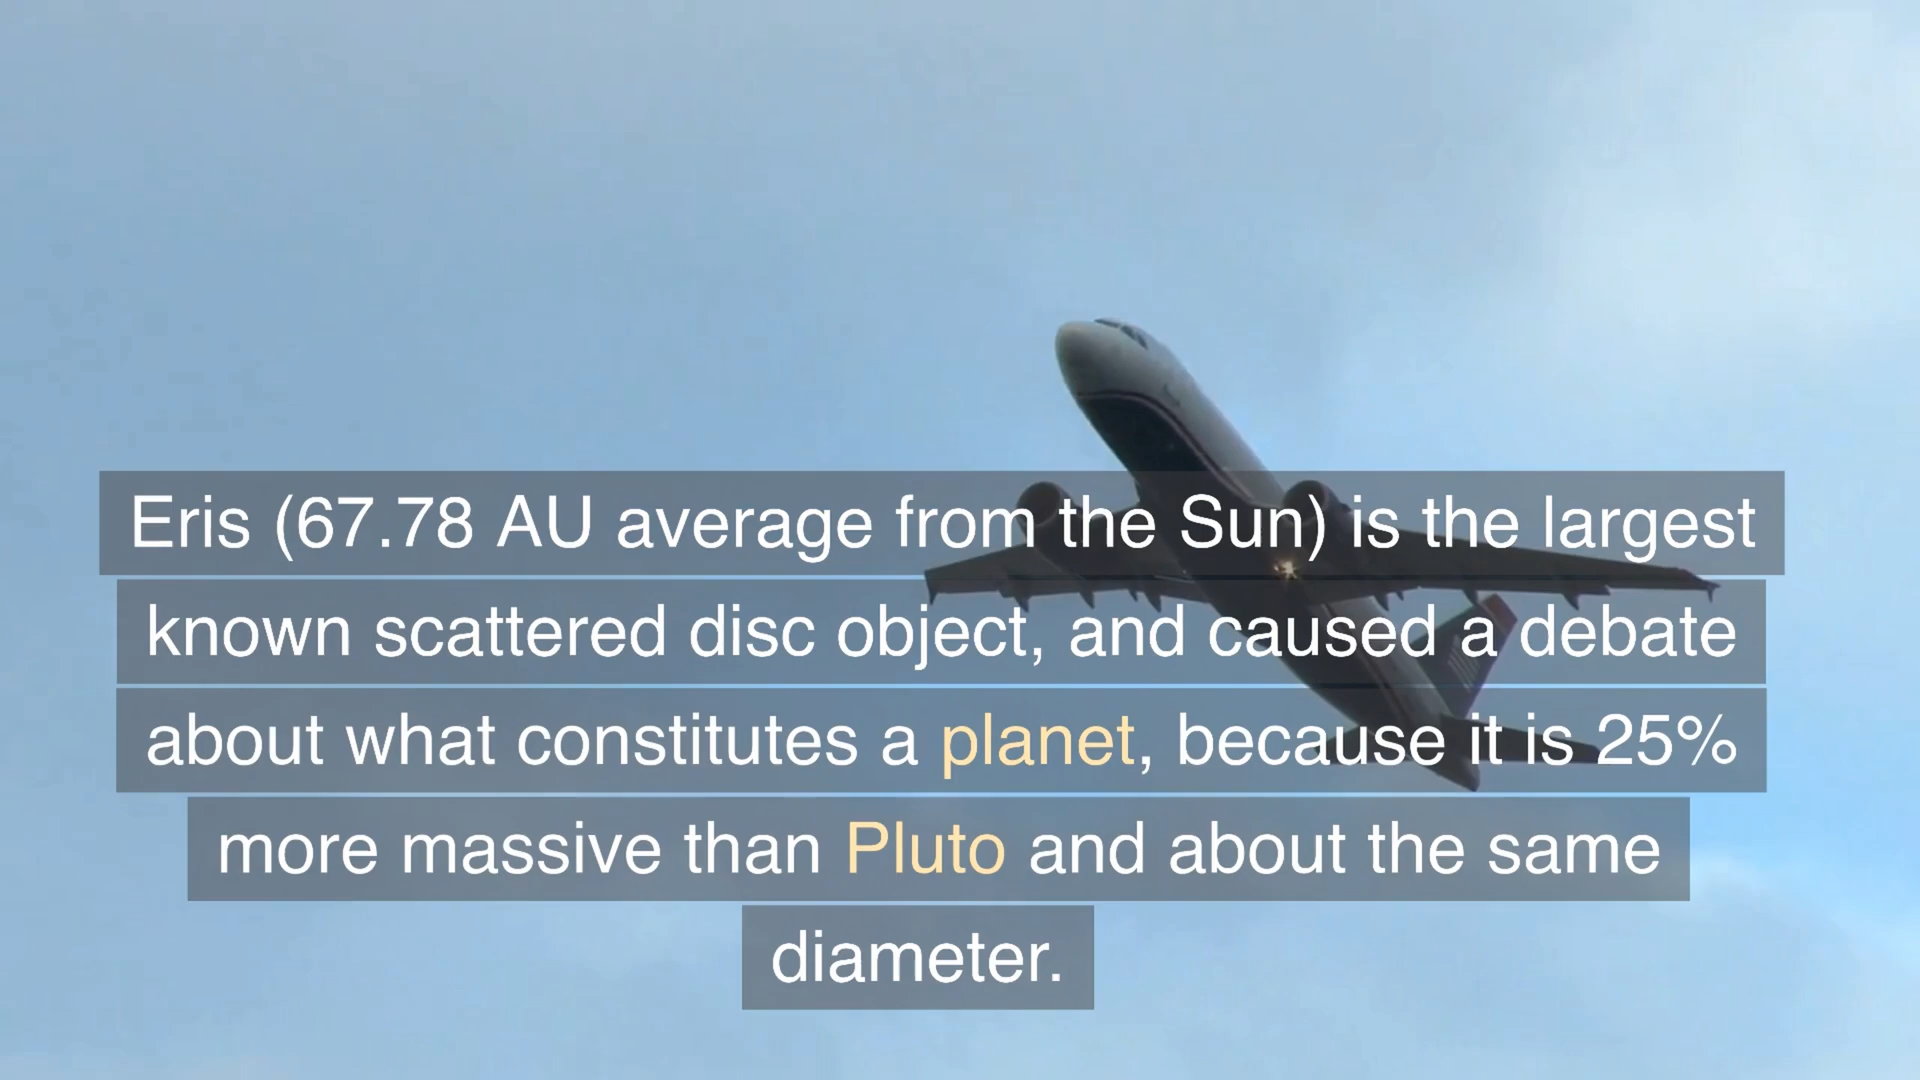 Eris (67.78 AU average from the Sun) is the largest
known scattered disc object, and caused a debate
about what constitutes a planet, because it is 25%
more massive than Pluto and about the same
diameter.